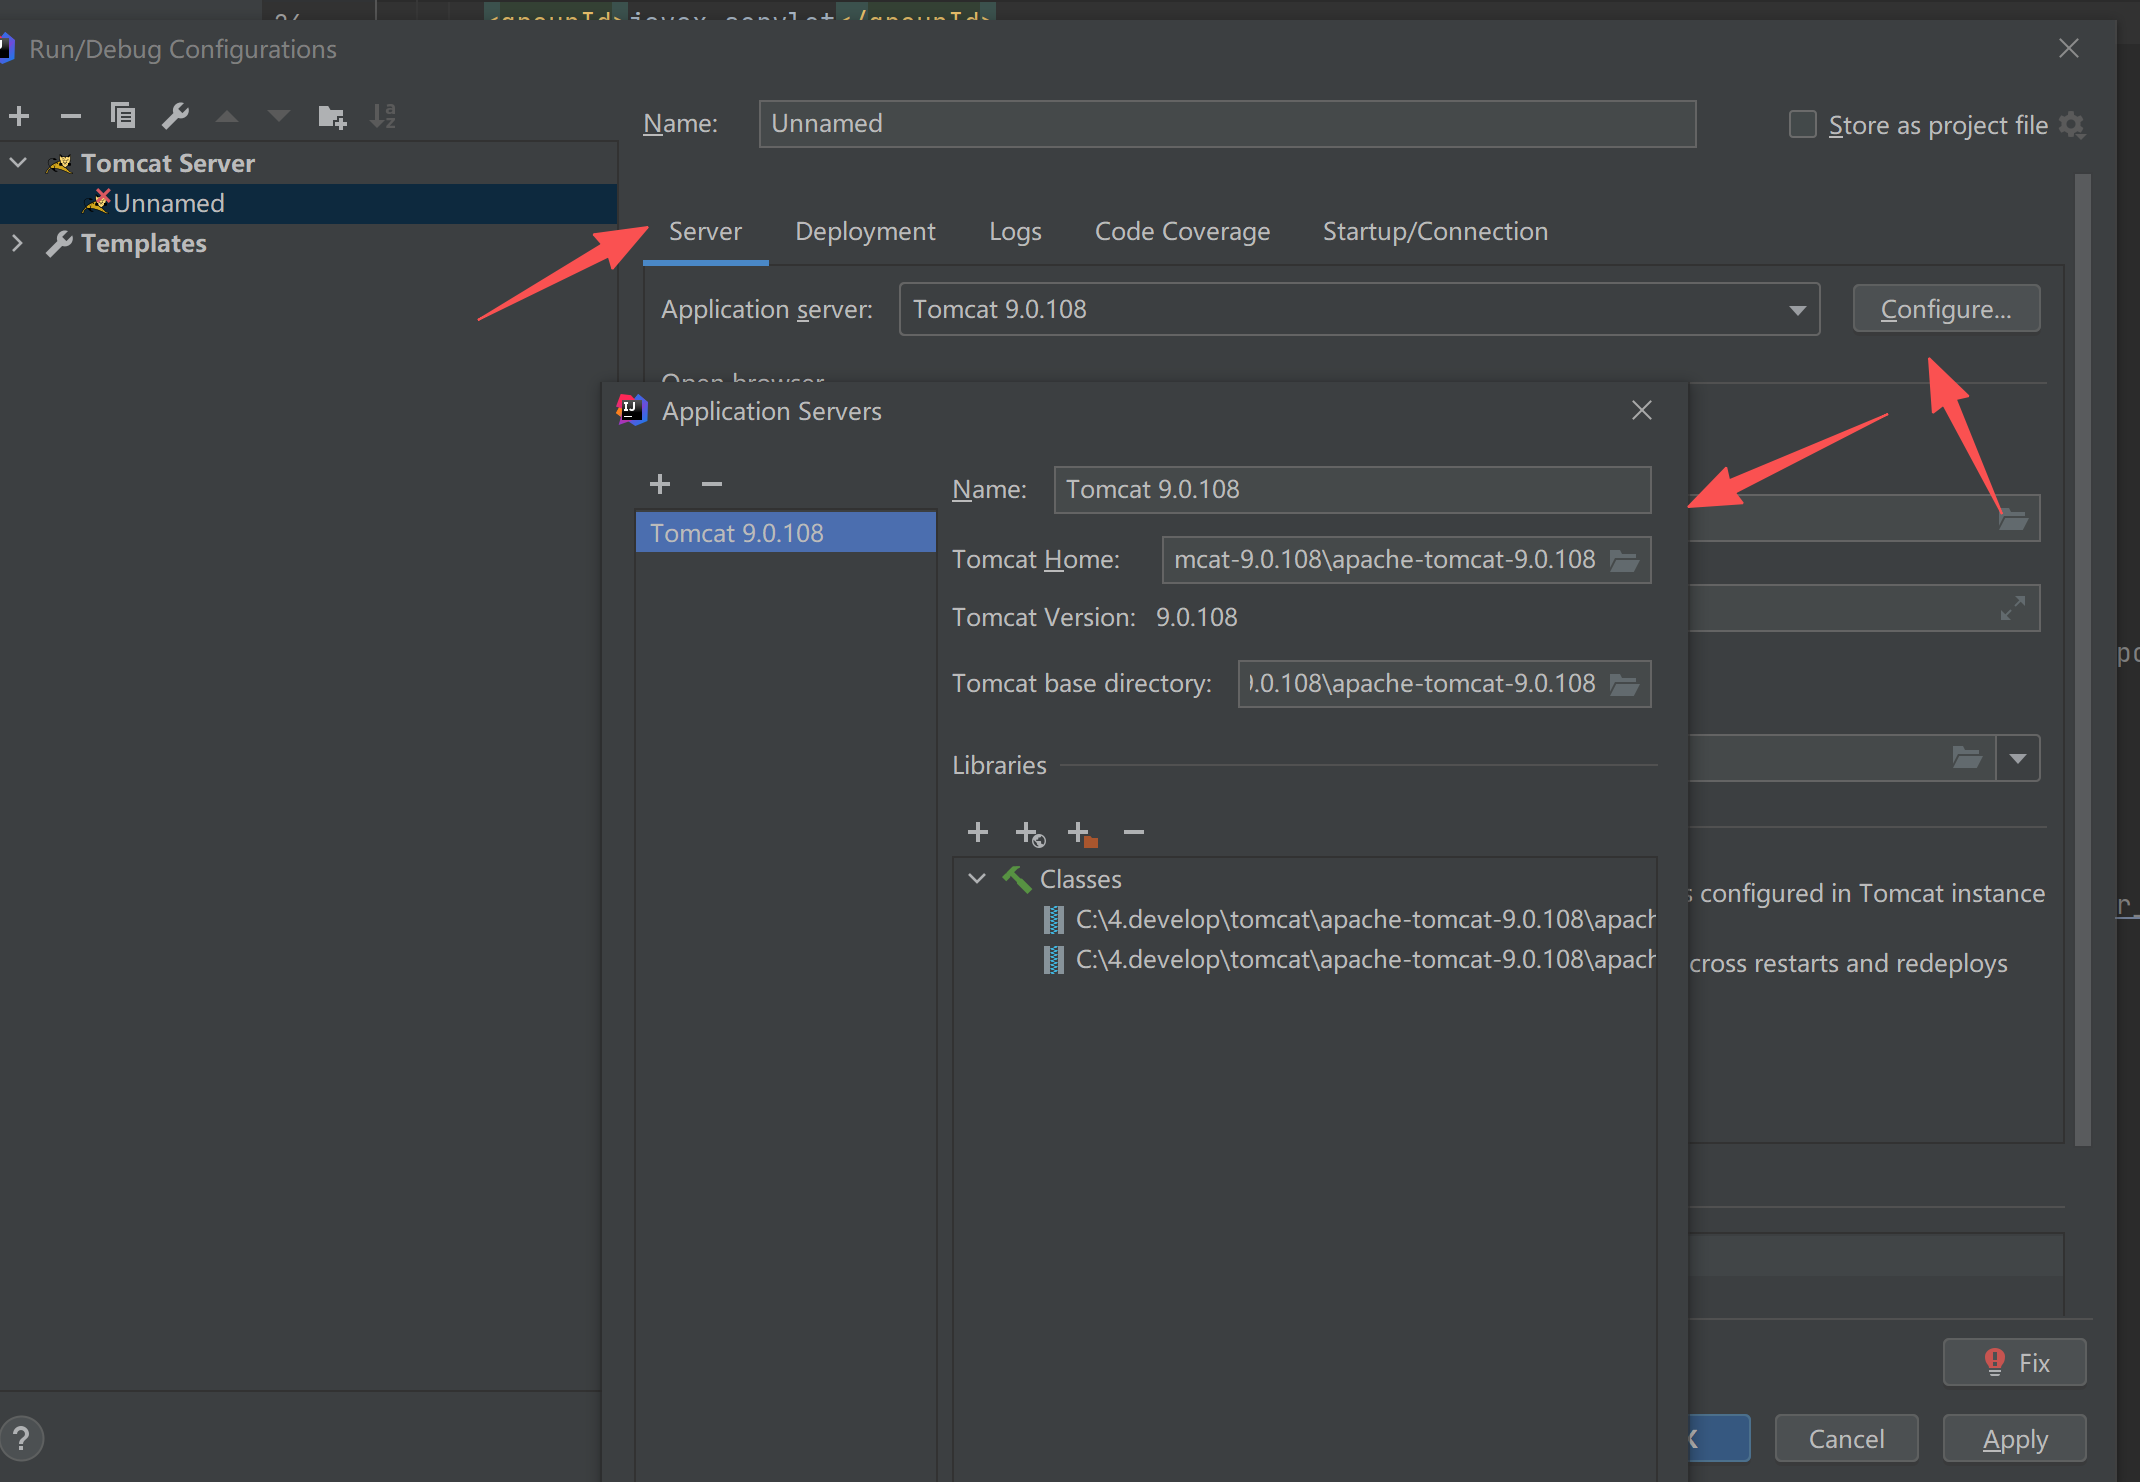 Run/Debug Configurations
Name: Unnamed
Store as project file
Tomcat Server
Unnamed
Templates
Server Deployment Logs Code Coverage Startup/Connection
Application server: Tomcat 9.0.108 Configure...
Open browser
Application Servers
Name: Tomcat 9.0.108
Tomcat 9.0.108
Tomcat Home: mcat-9.0.108\apache-tomcat-9.0.108
Tomcat Version: 9.0.108
Tomcat base directory: .0.108\apache-tomcat-9.0.108
Libraries
Classes
C:\4.develop\tomcat\apache-tomcat-9.0.108\apach
C:\4.develop\tomcat\apache-tomcat-9.0.108\apach
s configured in Tomcat instance
cross restarts and redeploys
Fix
Cancel
Apply